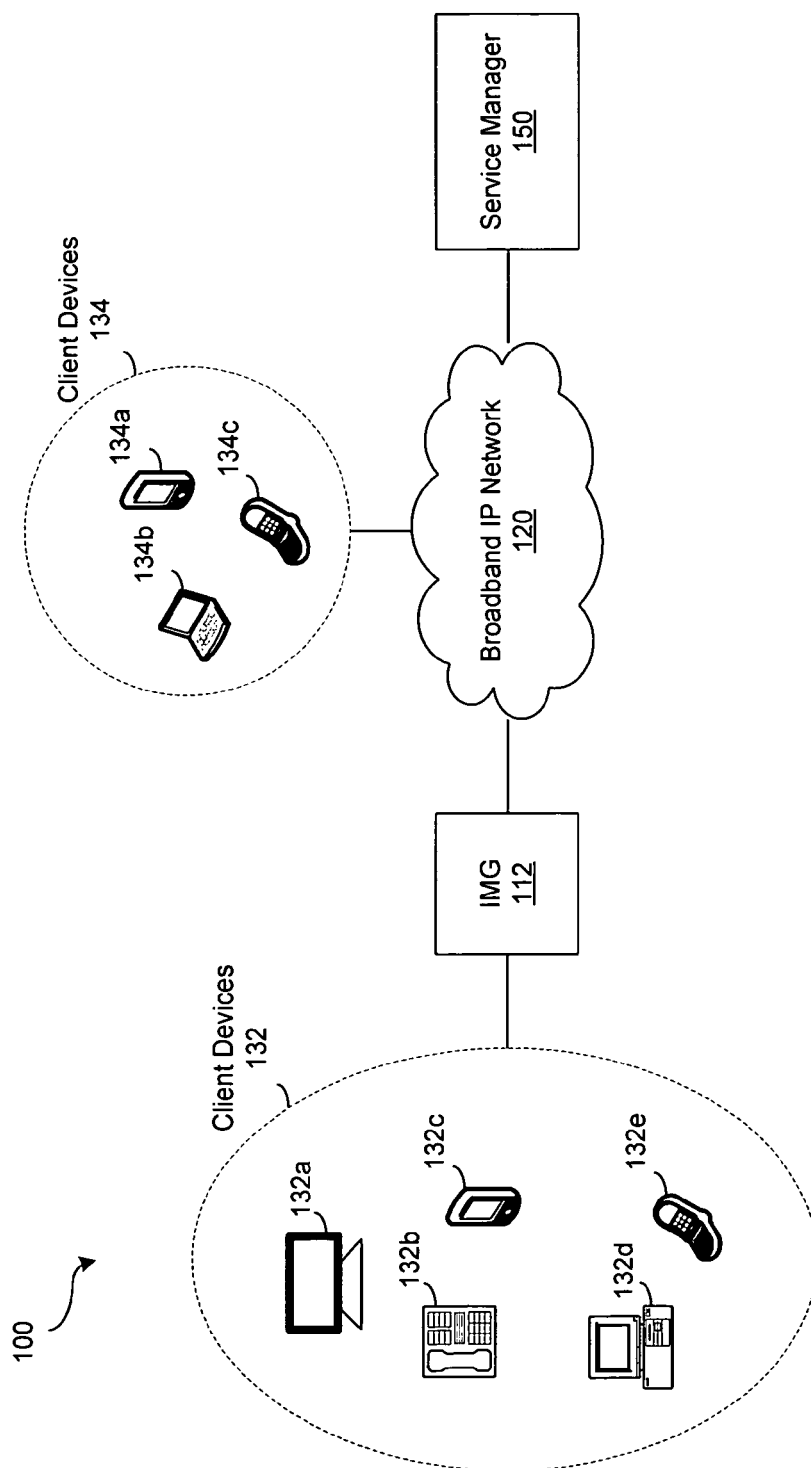 100
Client Devices
132
132a
132b
132c
132d
132e
IMG
112
Client Devices
134
134a
134b
134c
Broadband IP Network
120
Service Manager
150